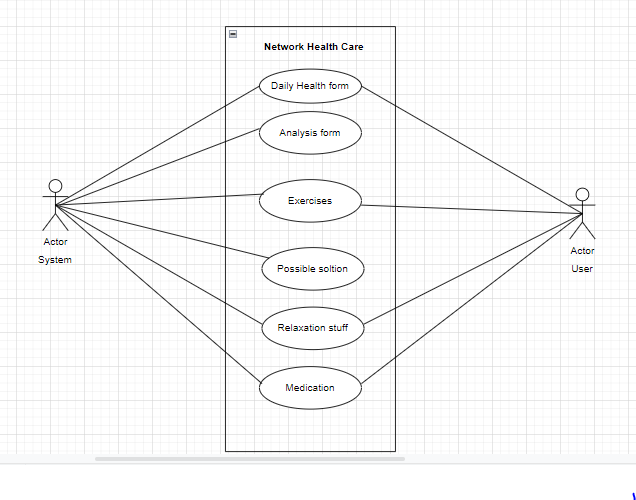 Network Health Care
Daily Health form
Analysis form
Exercises
Possible soltion
Relaxation stuff
Medication
Actor
System
Actor
User